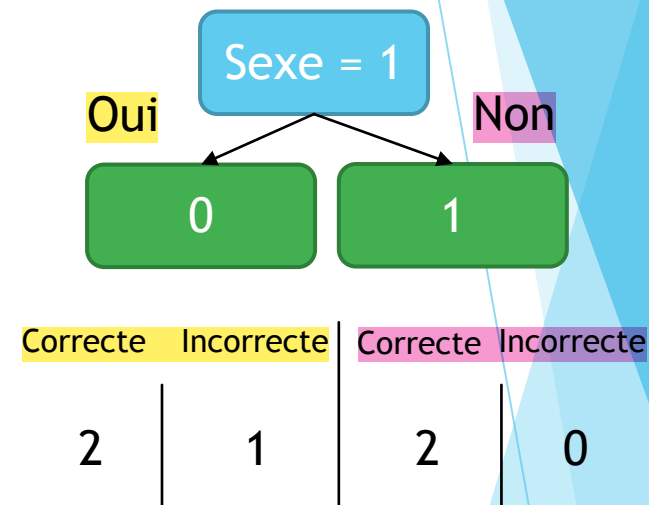 Sexe = 1
Oui Non
0 1
Correcte Incorrecte Correcte Incorrecte
2 1 2 0